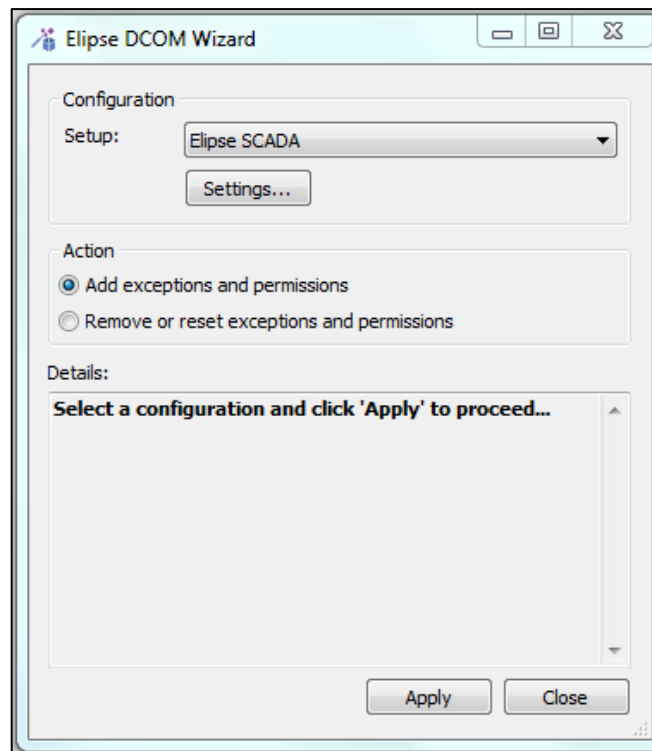 Elipse DCOM Wizard
Configuration
Setup: Elipse SCADA
Settings...
Action
Add exceptions and permissions
Remove or reset exceptions and permissions
Details:
Select a configuration and click 'Apply' to proceed...
Apply Close